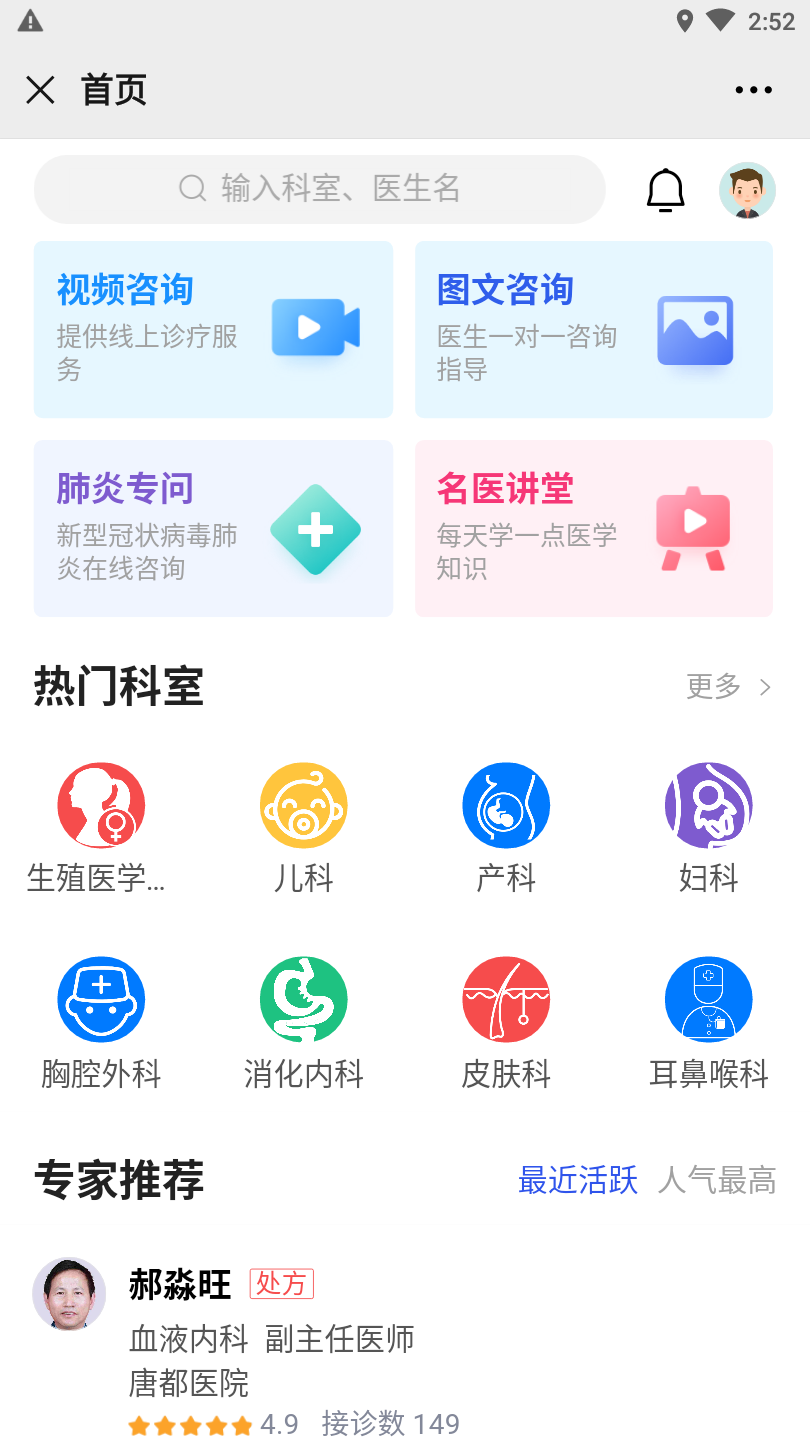 2:52
首页
输入科室、医生名
视频咨询
提供线上诊疗服
务
图文咨询
医生一对一咨询
指导
肺炎专问
新型冠状病毒肺
炎在线咨询
名医讲堂
每天学一点医学
知识
热门科室
更多
生殖医学...
儿科
产科
妇科
胸腔外科
消化内科
皮肤科
耳鼻喉科
专家推荐
最近活跃 人气最高
郝淼旺 处方
血液内科 副主任医师
唐都医院
4.9 接诊数 149